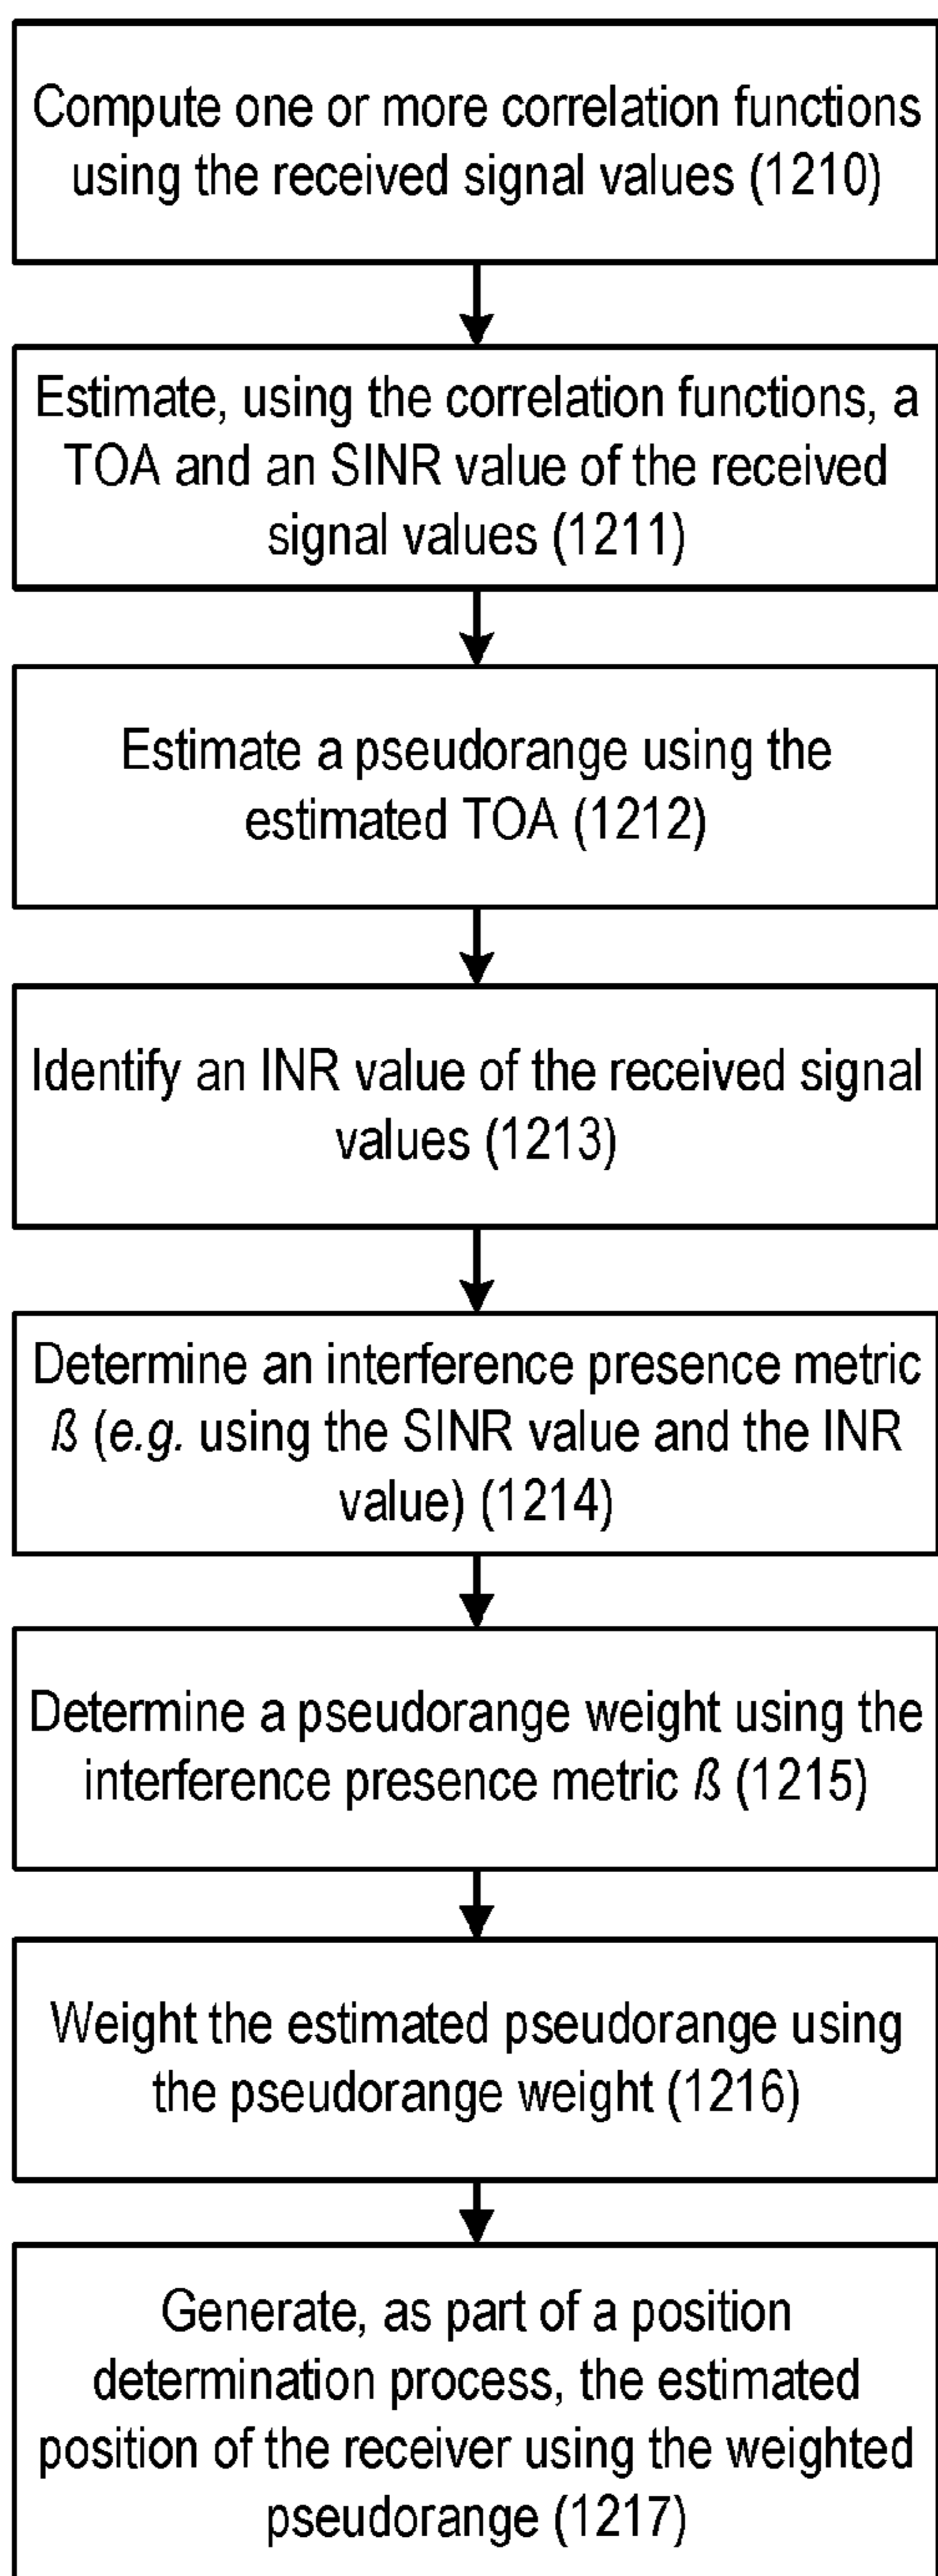 Compute one or more correlation functions
using the received signal values (1210)
Estimate, using the correlation functions, a
TOA and an SINR value of the received
signal values (1211)
Estimate a pseudorange using the
estimated TOA (1212)
Identify an INR value of the received signal
values (1213)
Determine an interference presence metric
ß (e.g. using the SINR value and the INR
value) (1214)
Determine a pseudorange weight using the
interference presence metric ß (1215)
Weight the estimated pseudorange using
the pseudorange weight (1216)
Generate, as part of a position
determination process, the estimated
position of the receiver using the weighted
pseudorange (1217)